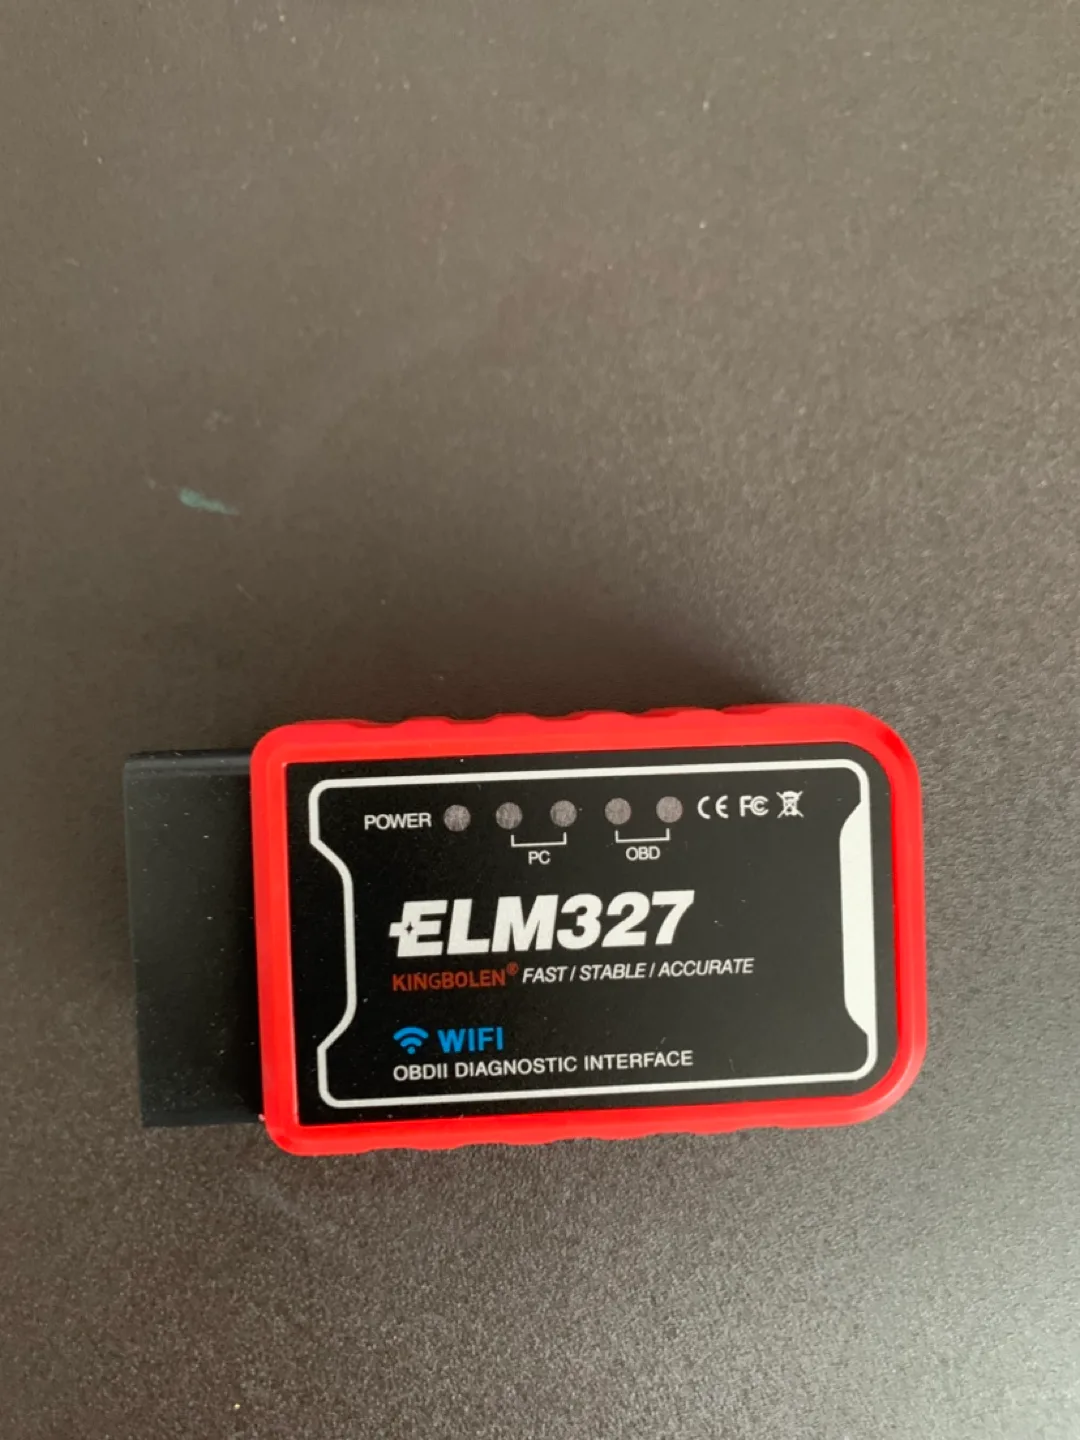 POWER CE FC
PC OBD
ELM327
KINGBOLEN® FAST / STABLE / ACCURATE
WIFI
OBDII DIAGNOSTIC INTERFACE